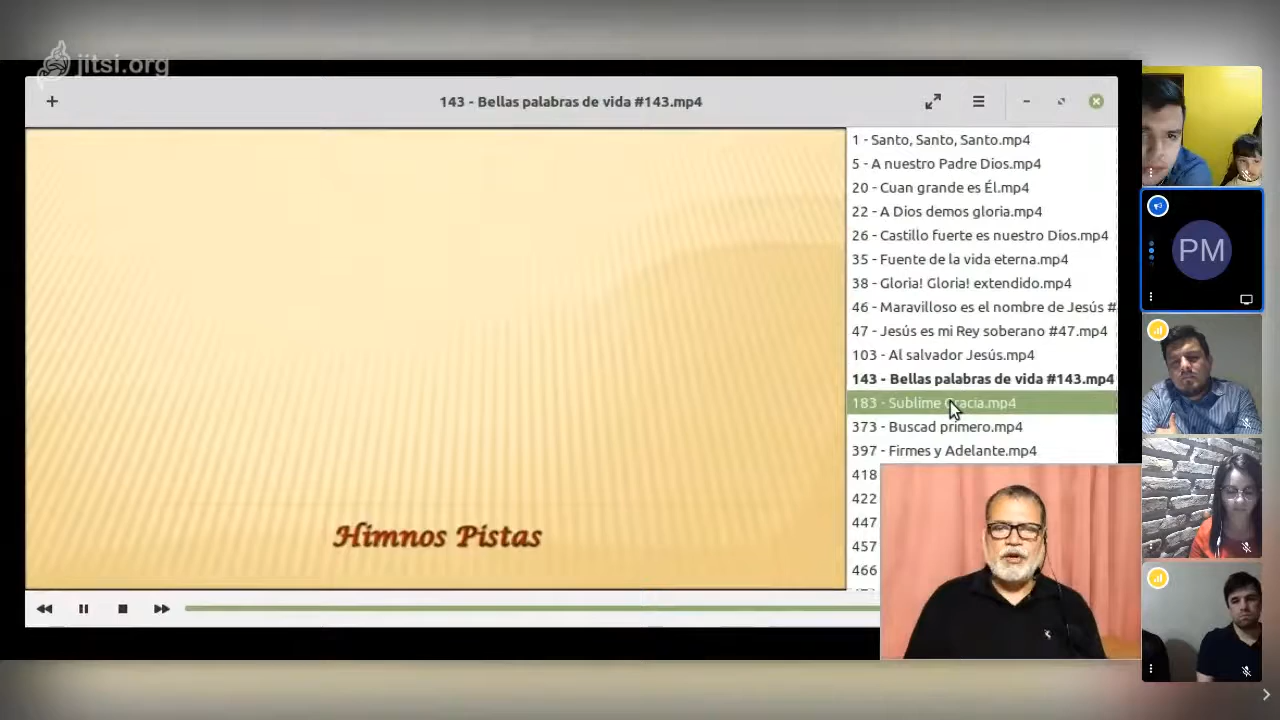 jitsi.org
143 - Bellas palabras de vida #143.mp4
1 - Santo, Santo, Santo.mp4
5 - A nuestro Padre Dios.mp4
20 - Cuan grande es Él.mp4
22 - A Dios demos gloria.mp4
26 - Castillo fuerte es nuestro Dios.mp4
35 - Fuente de la vida eterna.mp4
38 - Gloria! Gloria! extendido.mp4
46 - Maravilloso es el nombre de Jesús #
47 - Jesús es mi Rey soberano #47.mp4
103 - Al salvador Jesús.mp4
143 - Bellas palabras de vida #143.mp4
183 - Sublime Gracia.mp4
373 - Buscad primero.mp4
397 - Firmes y Adelante.mp4
418
422
447
457
466
Himnos Pistas
PM